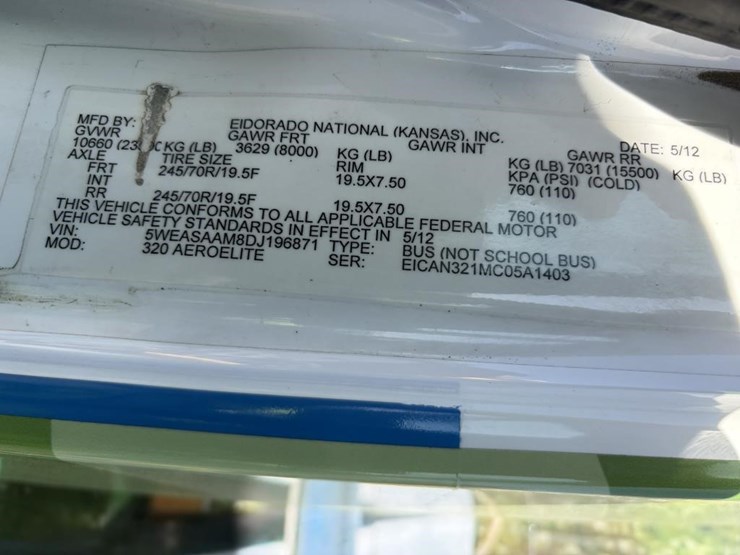 MFD BY: EIDORADO NATIONAL (KANSAS), INC. DATE: 5/12
GVWR GAWR FRT GAWR INT GAWR RR
10660 KG (LB) 3629 (8000) KG (LB) KG (LB) 7031 (15500) KG (LB)
AXLE TIRE SIZE RIM KPA (PSI) (COLD)
FRT 245/70R/19.5F 19.5X7.50 760 (110)
INT
RR 245/70R/19.5F 19.5X7.50 760 (110)
THIS VEHICLE CONFORMS TO ALL APPLICABLE FEDERAL MOTOR
VEHICLE SAFETY STANDARDS IN EFFECT IN 5/12
VIN: 5WEASAAM8DJ196871 TYPE: BUS (NOT SCHOOL BUS)
MOD: 320 AEROELITE SER: EICAN321MC05A1403